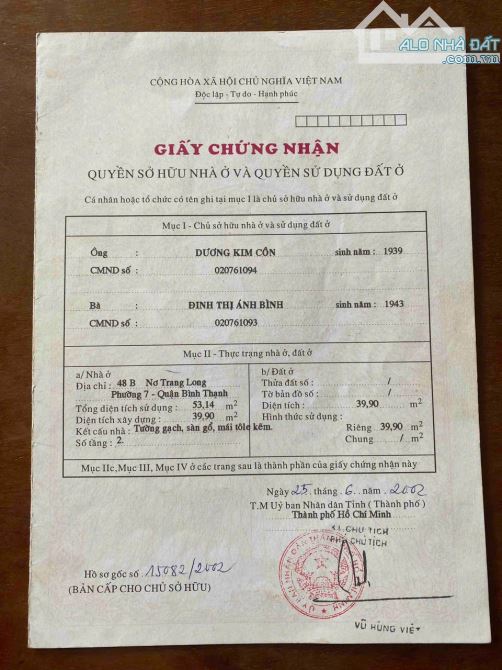 ALO NHÀ ĐẤT
.com.vn
CỘNG HÒA XÃ HỘI CHỦ NGHĨA VIỆT NAM
Độc lập - Tự do - Hạnh phúc
GIẤY CHỨNG NHẬN
QUYỀN SỞ HỮU NHÀ Ở VÀ QUYỀN SỬ DỤNG ĐẤT Ở
Cá nhân hoặc tổ chức có tên ghi tại mục I là chủ sở hữu nhà ở và sử dụng đất ở
Mục I - Chủ sở hữu nhà ở và sử dụng đất ở
Ông : DƯƠNG KIM CÔN sinh năm : 1939
CMND số : 020761094
Bà : ĐINH THỊ ÁNH BÌNH sinh năm : 1943
CMND số : 020761093
Mục II - Thực trạng nhà ở, đất ở
a/ Nhà ở
Địa chỉ : 48 B Nơ Trang Long
Phường 7 - Quận Bình Thạnh
Tổng diện tích sử dụng : 53,14 m2
Diện tích xây dựng : 39,90 m2
Kết cấu nhà : Tường gạch, sàn gỗ, mái tôle kẽm.
Số tầng : 2.
b/ Đất ở
Thửa đất số : /
Tờ bản đồ số : /
Diện tích : 39,90 m2
Hình thức sử dụng :
Riêng : 39,90 m2
Chung : / m2
Mục IIc,Mục III, Mục IV ở các trang sau là thành phần của giấy chứng nhận này
Ngày 25 tháng 6 năm 2002
T.M Uỷ ban Nhân dân Tỉnh ( Thành phố )
Thành phố Hồ Chí Minh
KT. CHỦ TỊCH
PHÓ CHỦ TỊCH
Hồ sơ gốc số : 15082/2002
(BẢN CẤP CHO CHỦ SỞ HỮU)
VŨ HÙNG VIỆT